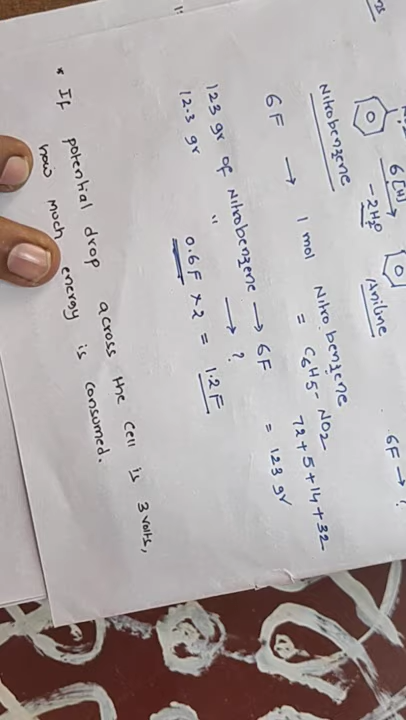 6[H]
-2H₂O
Aniline
6F → ?
Nitrobenzene
6F → 1 mol Nitrobenzene
= C6H5-NO2
72+5+14+32
= 123 gr
123 gr of Nitrobenzene → 6F
12.3 gr " → ?
0.6F × 2 = 1.2F
* If potential drop across the cell is 3 volts,
how much energy is consumed.